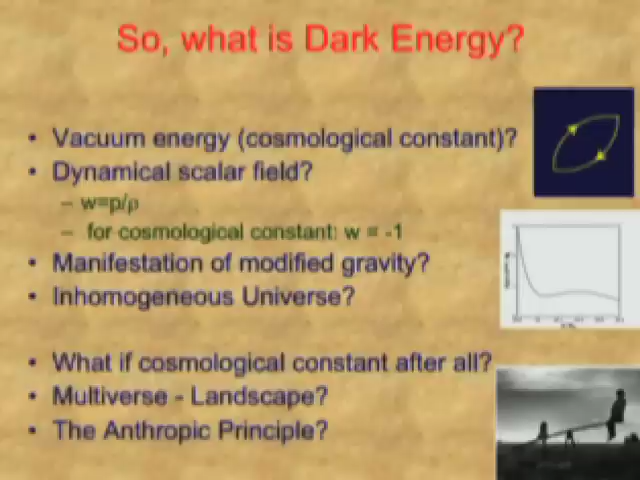 So, what is Dark Energy?
• Vacuum energy (cosmological constant)?
• Dynamical scalar field?
– w=p/ρ
– for cosmological constant: w = -1
• Manifestation of modified gravity?
• Inhomogeneous Universe?
• What if cosmological constant after all?
• Multiverse - Landscape?
• The Anthropic Principle?